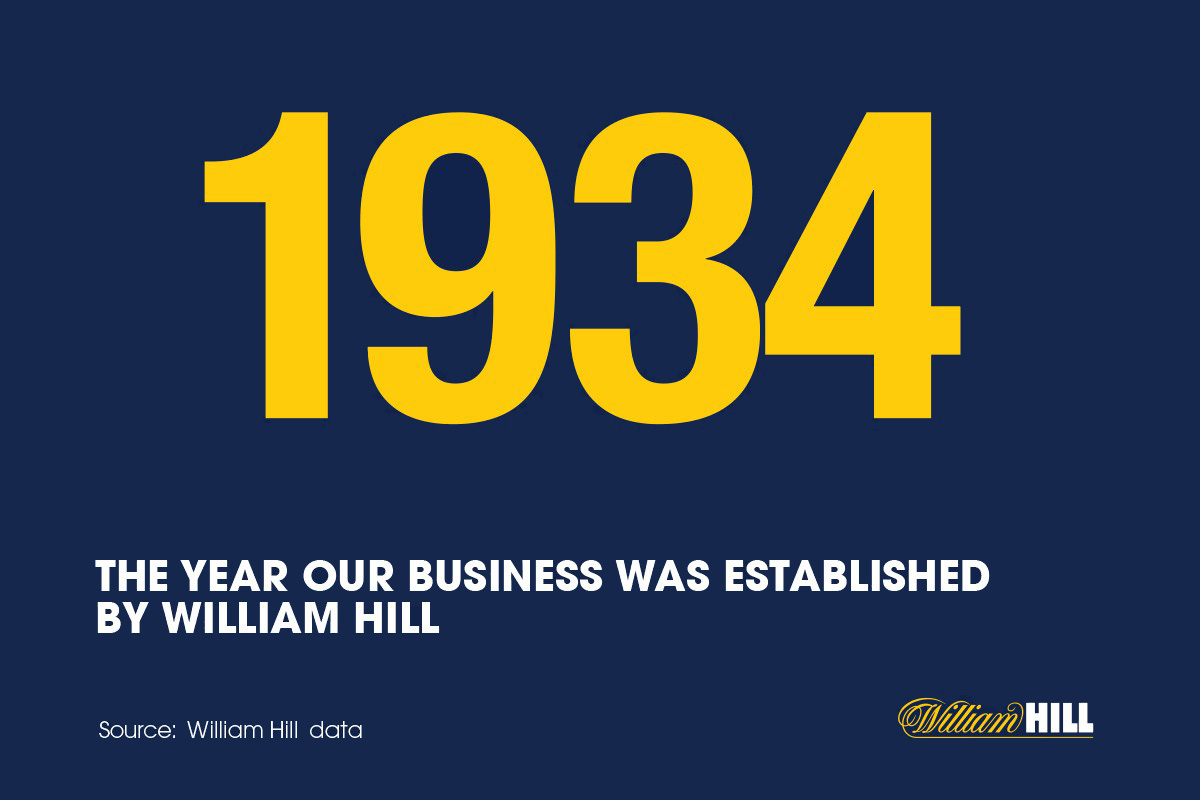 1934
THE YEAR OUR BUSINESS WAS ESTABLISHED
BY WILLIAM HILL
Source: William Hill data
William HILL